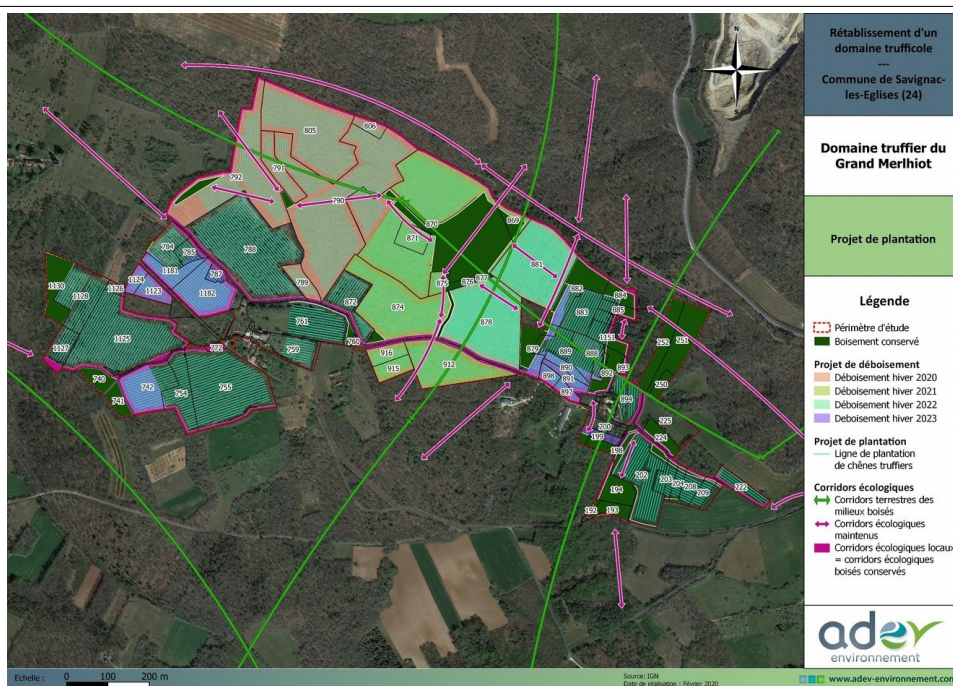 Rétablissement d'un
domaine trufficole
---
Commune de Savignac-
les-Eglises (24)
Domaine truffier du
Grand Merlhiot
Projet de plantation
Légende
Périmètre d'étude
Boisement conservé
Projet de déboisement
Déboisement hiver 2020
Déboisement hiver 2021
Déboisement hiver 2022
Deboisement hiver 2023
Projet de plantation
Ligne de plantation
de chênes truffiers
Corridors écologiques
Corridors terrestres des
milieux boisés
Corridors écologiques
maintenus
Corridors écologiques locaux
= corridors écologiques
boisés conservés
adev
environnement
www.adev-environnement.com
N
805
806
791
792
790
870
869
871
784
785
788
881
1181
787
877
1124
1123
789
875
876
882
884
1130
1126
1182
872
874
883
885
1128
761
878
1151
252
251
1125
760
879
889
888
1127
772
759
916
890
893
740
915
912
898
891
892
250
742
754
755
897
894
741
200
225
199
224
198
202
203
204
208
209
222
194
192
193
Echelle :
0 100 200 m
Source: IGN
Date de réalisation : Février 2020